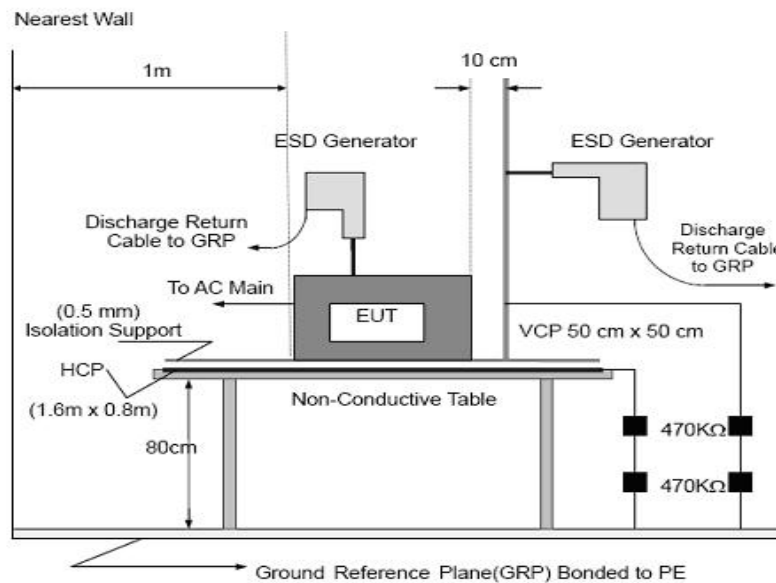 Nearest Wall
1m
10 cm
ESD Generator
ESD Generator
Discharge Return
Cable to GRP
Discharge
Return Cable
to GRP
To AC Main
EUT
(0.5 mm)
Isolation Support
VCP 50 cm x 50 cm
HCP
(1.6m x 0.8m)
Non-Conductive Table
80cm
470KΩ
470KΩ
Ground Reference Plane(GRP) Bonded to PE